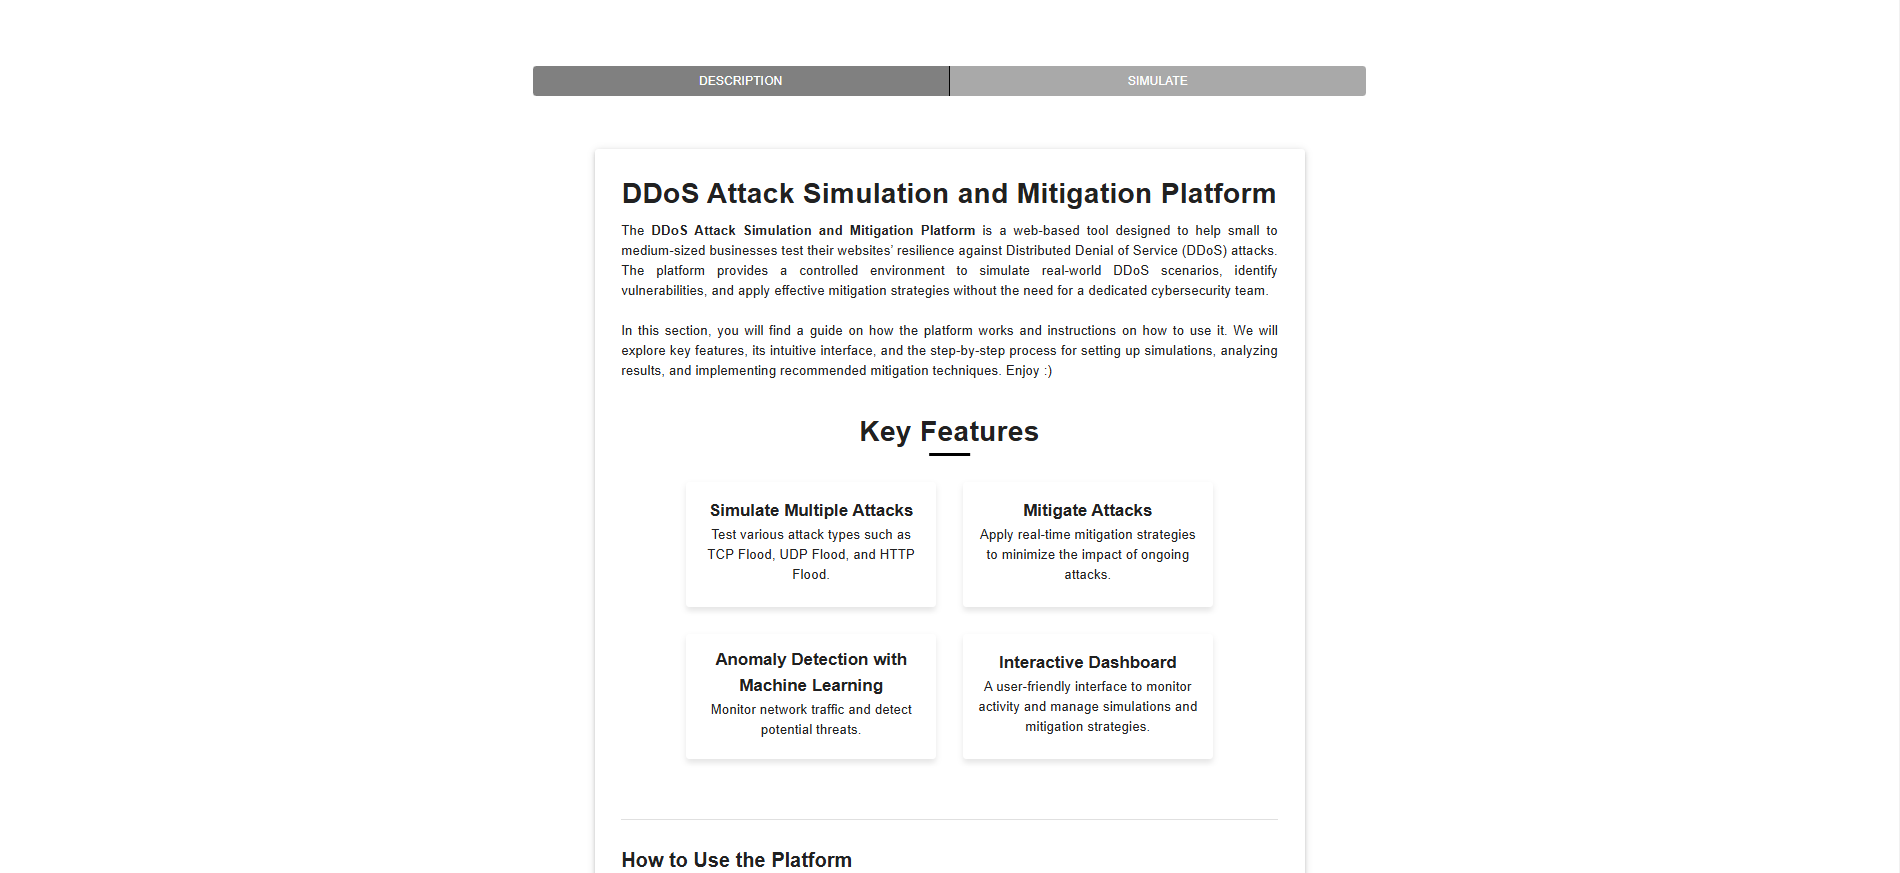 DESCRIPTION
SIMULATE
DDoS Attack Simulation and Mitigation Platform
The DDoS Attack Simulation and Mitigation Platform is a web-based tool designed to help small to
medium-sized businesses test their websites’ resilience against Distributed Denial of Service (DDoS) attacks.
The platform provides a controlled environment to simulate real-world DDoS scenarios, identify
vulnerabilities, and apply effective mitigation strategies without the need for a dedicated cybersecurity team.
In this section, you will find a guide on how the platform works and instructions on how to use it. We will
explore key features, its intuitive interface, and the step-by-step process for setting up simulations, analyzing
results, and implementing recommended mitigation techniques. Enjoy :)
Key Features
Simulate Multiple Attacks
Test various attack types such as
TCP Flood, UDP Flood, and HTTP
Flood.
Mitigate Attacks
Apply real-time mitigation strategies
to minimize the impact of ongoing
attacks.
Anomaly Detection with
Machine Learning
Monitor network traffic and detect
potential threats.
Interactive Dashboard
A user-friendly interface to monitor
activity and manage simulations and
mitigation strategies.
How to Use the Platform